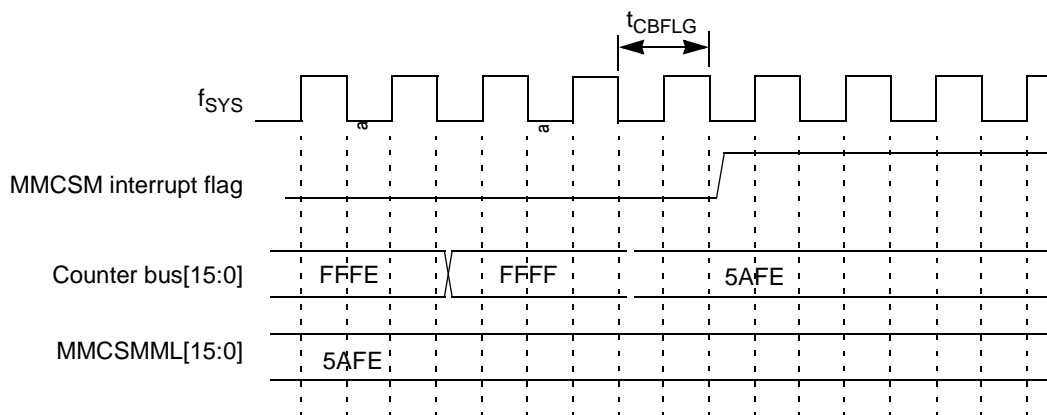 tCBFLG
fSYS
a a
MMCSM interrupt flag
Counter bus[15:0] FFFE FFFF 5AFE
MMCSMML[15:0] 5AFE